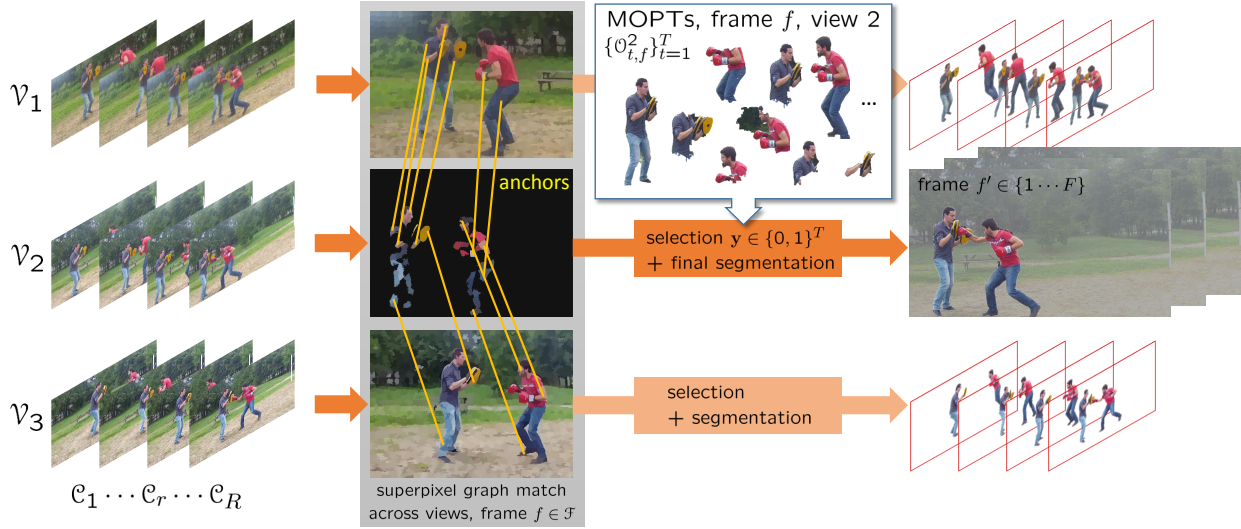 MOPTs, frame f, view 2
{𝒪²ₜ,f}ᵀₜ₌₁
...
𝒱₁
anchors
frame f′ ∈ {1 ⋯ F}
𝒱₂
selection y ∈ {0, 1}ᵀ
+ final segmentation
𝒱₃
selection
+ segmentation
𝒞₁ ⋯ 𝒞ᵣ ⋯ 𝒞_R
superpixel graph match
across views, frame f ∈ ℱ